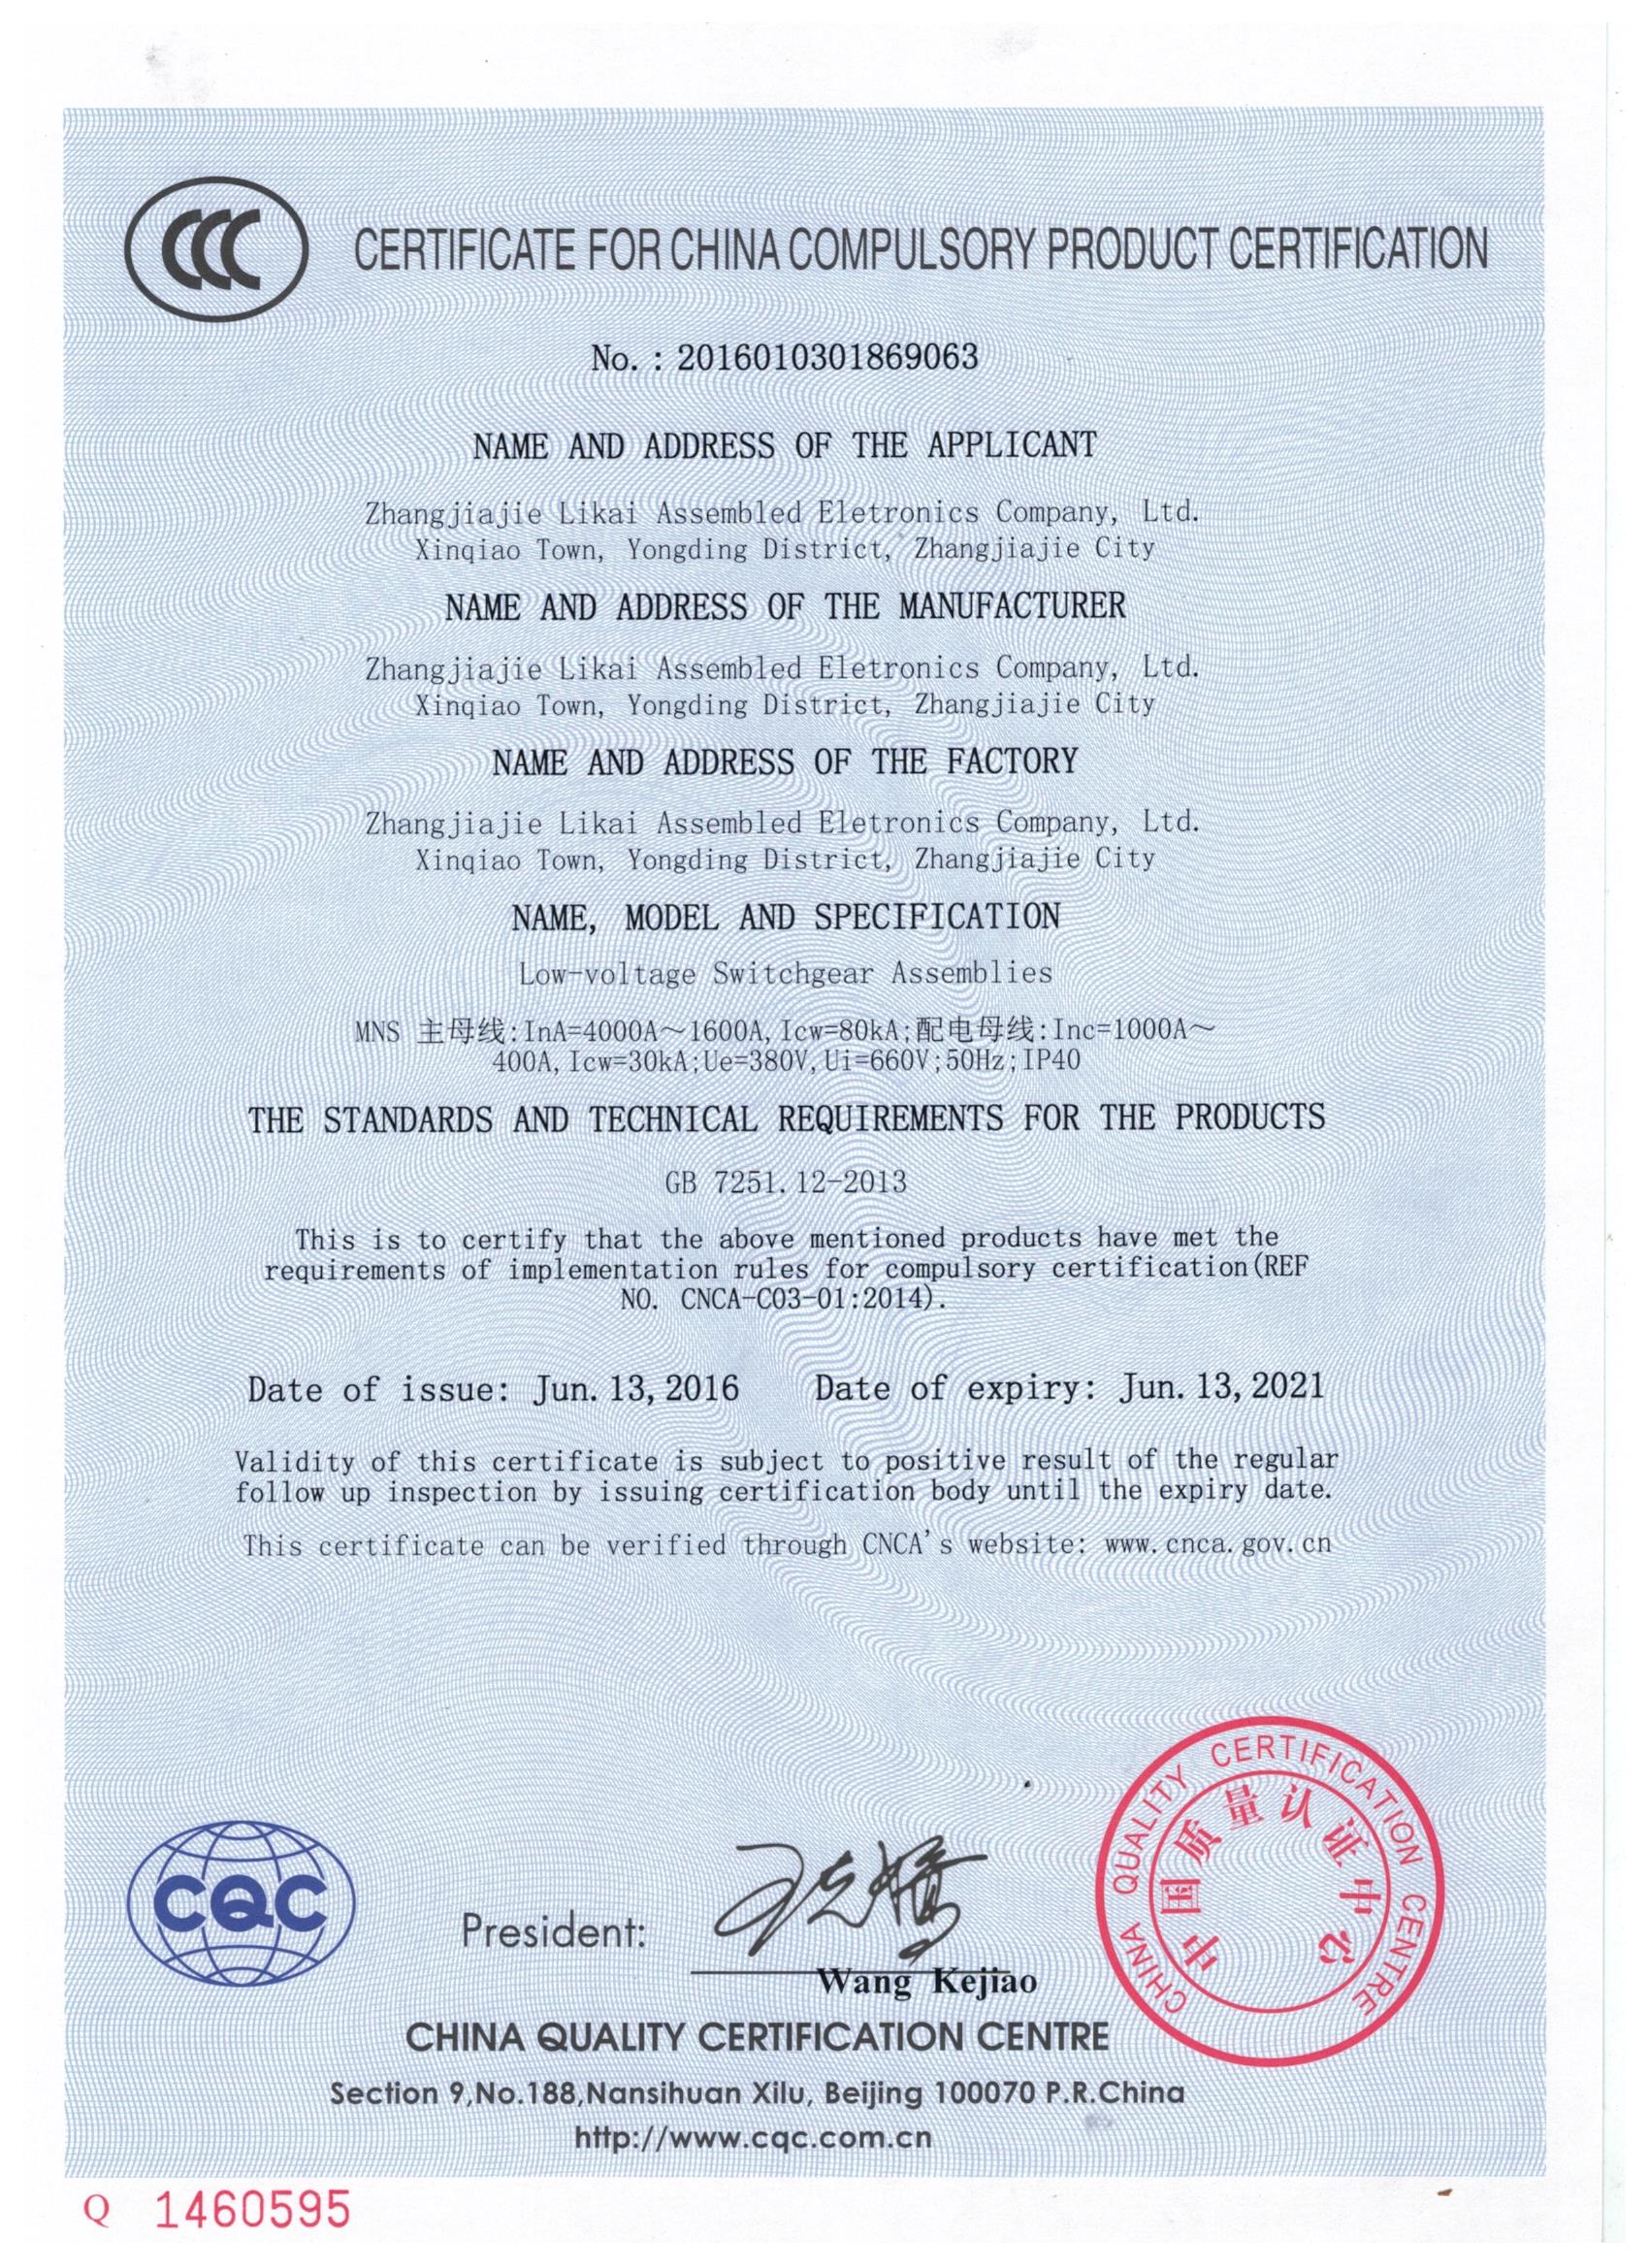 CCC
CERTIFICATE FOR CHINA COMPULSORY PRODUCT CERTIFICATION
No. : 2016010301869063
NAME AND ADDRESS OF THE APPLICANT
Zhangjiajie Likai Assembled Eletronics Company, Ltd.
Xinqiao Town, Yongding District, Zhangjiajie City
NAME AND ADDRESS OF THE MANUFACTURER
Zhangjiajie Likai Assembled Eletronics Company, Ltd.
Xinqiao Town, Yongding District, Zhangjiajie City
NAME AND ADDRESS OF THE FACTORY
Zhangjiajie Likai Assembled Eletronics Company, Ltd.
Xinqiao Town, Yongding District, Zhangjiajie City
NAME, MODEL AND SPECIFICATION
Low-voltage Switchgear Assemblies
MNS 主母线:InA=4000A～1600A,Icw=80kA;配电母线:Inc=1000A～
400A,Icw=30kA;Ue=380V,Ui=660V;50Hz;IP40
THE STANDARDS AND TECHNICAL REQUIREMENTS FOR THE PRODUCTS
GB 7251.12-2013
This is to certify that the above mentioned products have met the
requirements of implementation rules for compulsory certification(REF
NO. CNCA-C03-01:2014).
Date of issue: Jun.13,2016 Date of expiry: Jun.13,2021
Validity of this certificate is subject to positive result of the regular
follow up inspection by issuing certification body until the expiry date.
This certificate can be verified through CNCA's website: www.cnca.gov.cn
CQC
President:
王克娇
Wang Kejiao
CHINA QUALITY CERTIFICATION CENTRE
中国质量认证中心
CHINA QUALITY CERTIFICATION CENTRE
Section 9,No.188,Nansihuan Xilu, Beijing 100070 P.R.China
http://www.cqc.com.cn
Q 1460595